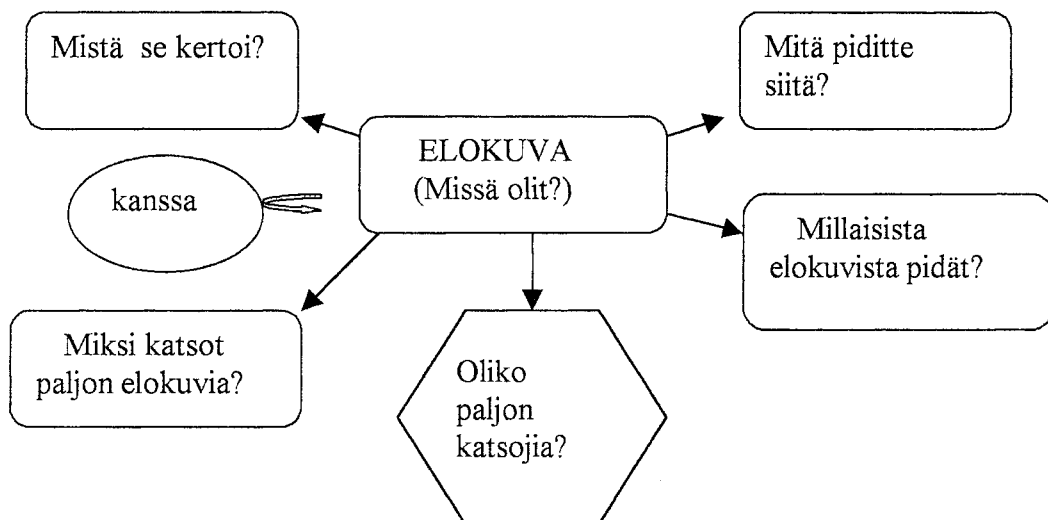 Mistä se kertoi?
Mitä piditte
siitä?
ELOKUVA
(Missä olit?)
kanssa
Millaisista
elokuvista pidät?
Miksi katsot
paljon elokuvia?
Oliko
paljon
katsojia?